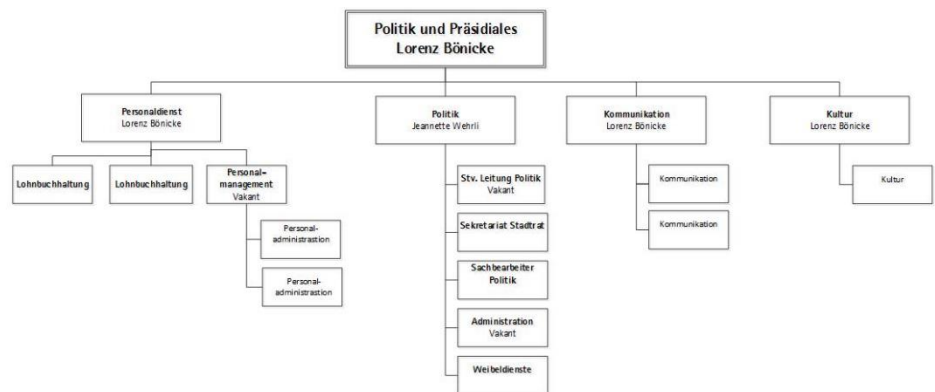 Politik und Präsidiales
Lorenz Bönicke
Personaldienst
Lorenz Bönicke
Politik
Jeannette Wehrli
Kommunikation
Lorenz Bönicke
Kultur
Lorenz Bönicke
Lohnbuchhaltung
Lohnbuchhaltung
Personal-
management
Vakant
Personal-
administrastion
Personal-
administrastion
Stv. Leitung Politik
Vakant
Sekretariat Stadtrat
Sachbearbeiter
Politik
Administration
Vakant
Weibeldienste
Kommunikation
Kommunikation
Kultur